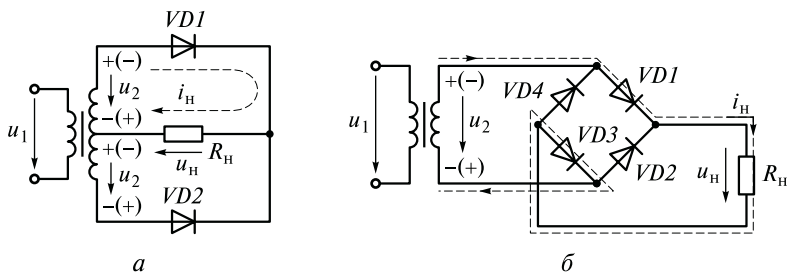 VD1
+(−)
u₂
−(+)
iн
u₁
+(−)
uн
Rн
u₂
−(+)
VD2
а
u₁
+(−)
u₂
−(+)
VD4
VD1
VD3
VD2
iн
uн
Rн
б